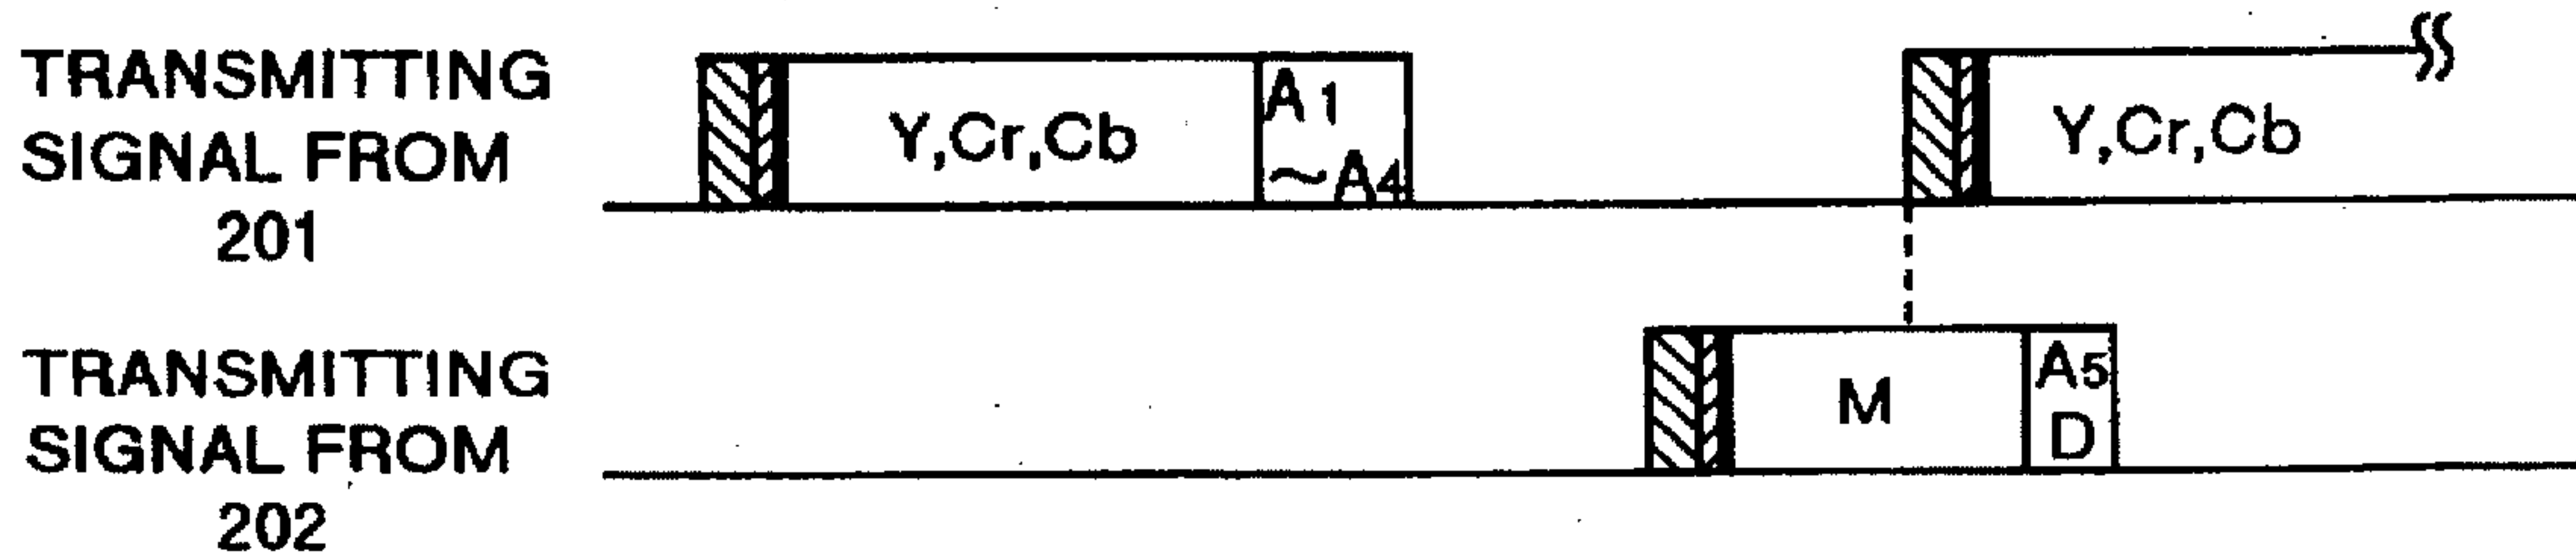 TRANSMITTING
SIGNAL FROM
201
Y,Cr,Cb
A1
~A4
Y,Cr,Cb
TRANSMITTING
SIGNAL FROM
202
M
A5
D